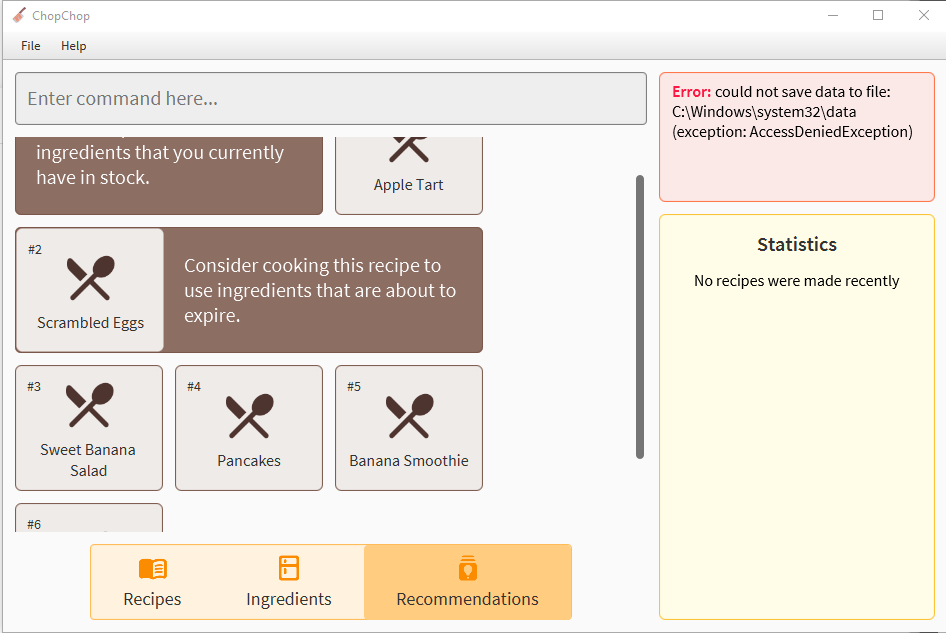 ChopChop
File Help
Enter command here...
ingredients that you currently
have in stock.
Apple Tart
#2
Scrambled Eggs
Consider cooking this recipe to
use ingredients that are about to
expire.
#3
Sweet Banana
Salad
#4
Pancakes
#5
Banana Smoothie
#6
Recipes
Ingredients
Recommendations
Error: could not save data to file:
C:\Windows\system32\data
(exception: AccessDeniedException)
Statistics
No recipes were made recently